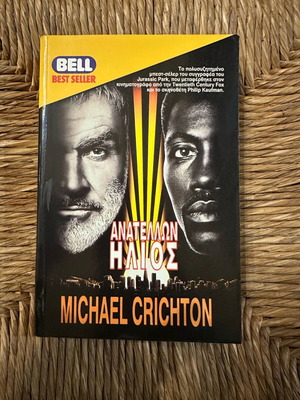 BELL
BEST SELLER
Το πολυσυζητημένο
μπεστ-σέλερ του συγγραφέα του
Jurassic Park, που μεταφέρθηκε στον
κινηματογράφο από την Twentieth Century Fox
και το σκηνοθέτη Philip Kaufman.
ΑΝΑΤΕΛΛΩΝ
ΗΛΙΟΣ
MICHAEL CRICHTON